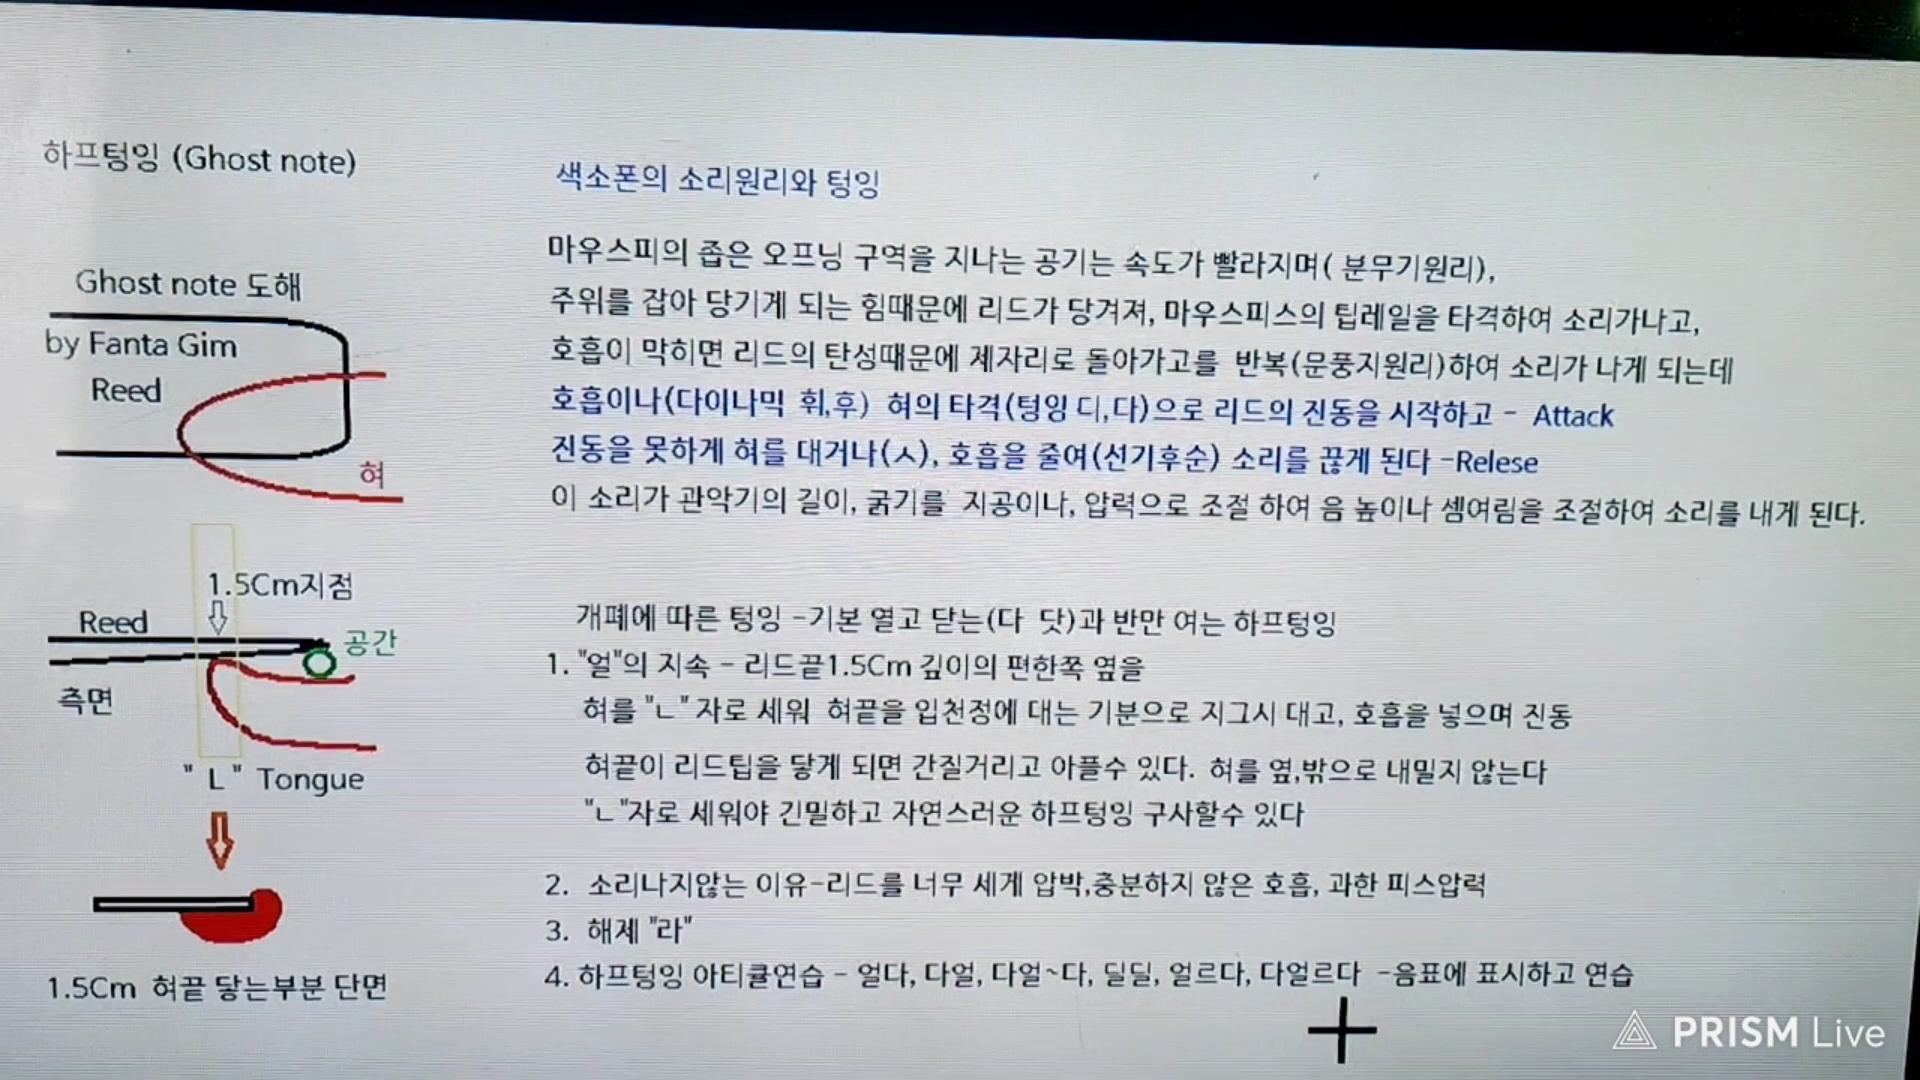 하프텅잉 (Ghost note)
Ghost note 도해
by Fanta Gim
Reed
혀
1.5Cm지점
Reed
공간
측면
" L " Tongue
1.5Cm 혀끝 닿는부분 단면
색소폰의 소리원리와 텅잉
마우스피의 좁은 오프닝 구역을 지나는 공기는 속도가 빨라지며( 분무기원리),
주위를 잡아 당기게 되는 힘때문에 리드가 당겨져, 마우스피스의 팁레일을 타격하여 소리가나고,
호흡이 막히면 리드의 탄성때문에 제자리로 돌아가고를 반복(문풍지원리)하여 소리가 나게 되는데
호흡이나(다이나믹 휘,후) 혀의 타격(텅잉 디,다)으로 리드의 진동을 시작하고 - Attack
진동을 못하게 혀를 대거나(ㅅ), 호흡을 줄여(선기후순) 소리를 끊게 된다 -Relese
이 소리가 관악기의 길이, 굵기를 지공이나, 압력으로 조절 하여 음 높이나 셈여림을 조절하여 소리를 내게 된다.
개폐에 따른 텅잉 -기본 열고 닫는(다 닷)과 반만 여는 하프텅잉
1. "얼"의 지속 - 리드끝1.5Cm 깊이의 편한쪽 옆을
혀를 "ㄴ" 자로 세워 혀끝을 입천정에 대는 기분으로 지그시 대고, 호흡을 넣으며 진동
혀끝이 리드팁을 닿게 되면 간질거리고 아플수 있다. 혀를 옆,밖으로 내밀지 않는다
"ㄴ"자로 세워야 긴밀하고 자연스러운 하프텅잉 구사할수 있다
2. 소리나지않는 이유-리드를 너무 세게 압박,충분하지 않은 호흡, 과한 피스압력
3. 해제 "라"
4. 하프텅잉 아티큘연습 - 얼다, 다얼, 다얼~다, 딜딜, 얼르다, 다얼르다 -음표에 표시하고 연습
PRISM Live